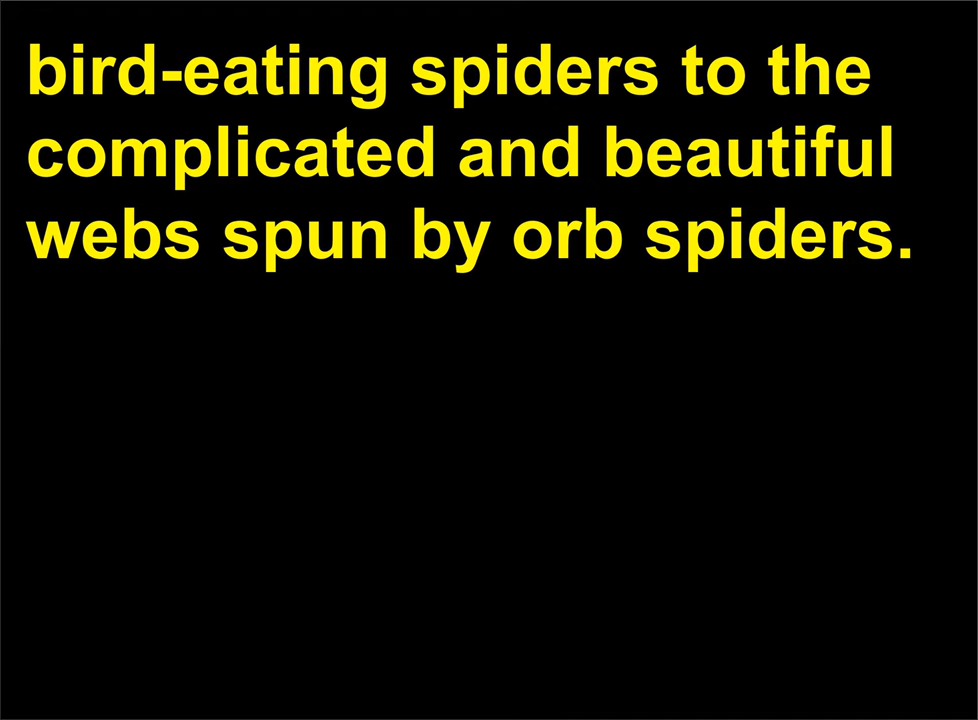 bird-eating spiders to the
complicated and beautiful
webs spun by orb spiders.